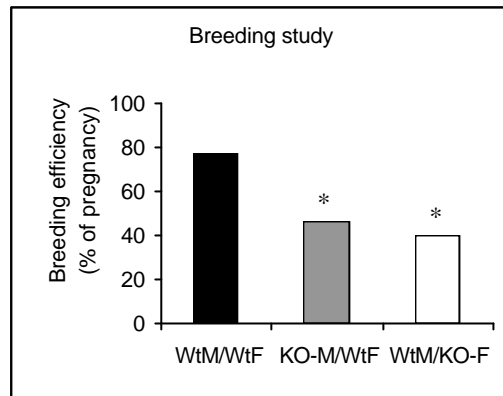 Breeding study
Breeding efficiency
(% of pregnancy)
100
80
60
40
20
0
*
*
WtM/WtF
KO-M/WtF
WtM/KO-F